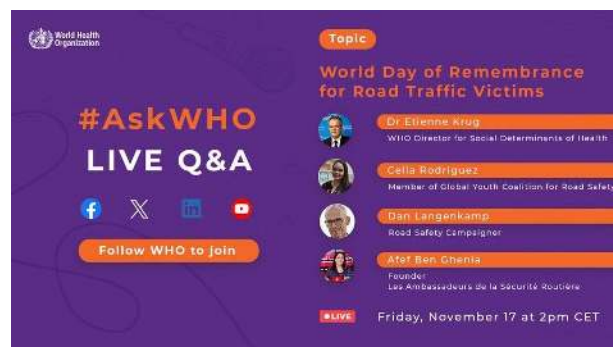 World Health
Organization
#AskWHO
LIVE Q&A
Follow WHO to join
Topic
World Day of Remembrance
for Road Traffic Victims
Dr Etienne Krug
WHO Director for Social Determinents of Health
Celia Rodriguez
Member of Global Youth Coalition for Road Safety
Dan Langenkamp
Road Safety Campaigner
Afef Ben Ghenia
Founder
Les Ambassadeurs de la Sécurité Routière
LIVE
Friday, November 17 at 2pm CET